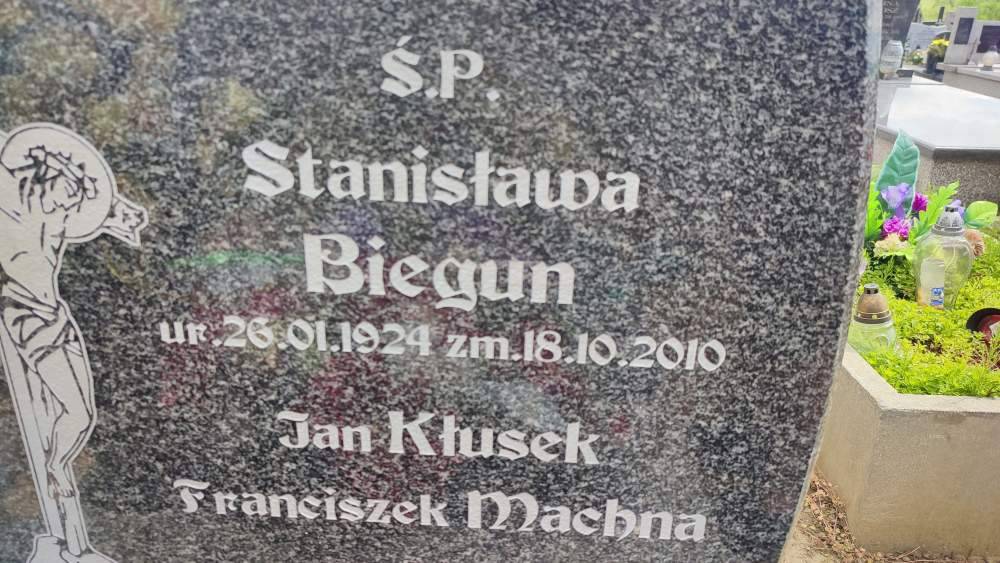 Ś.P.
Stanisława
Biegun
ur.26.01.1924 zm.18.10.2010
Jan Kłusek
Franciszek Machna